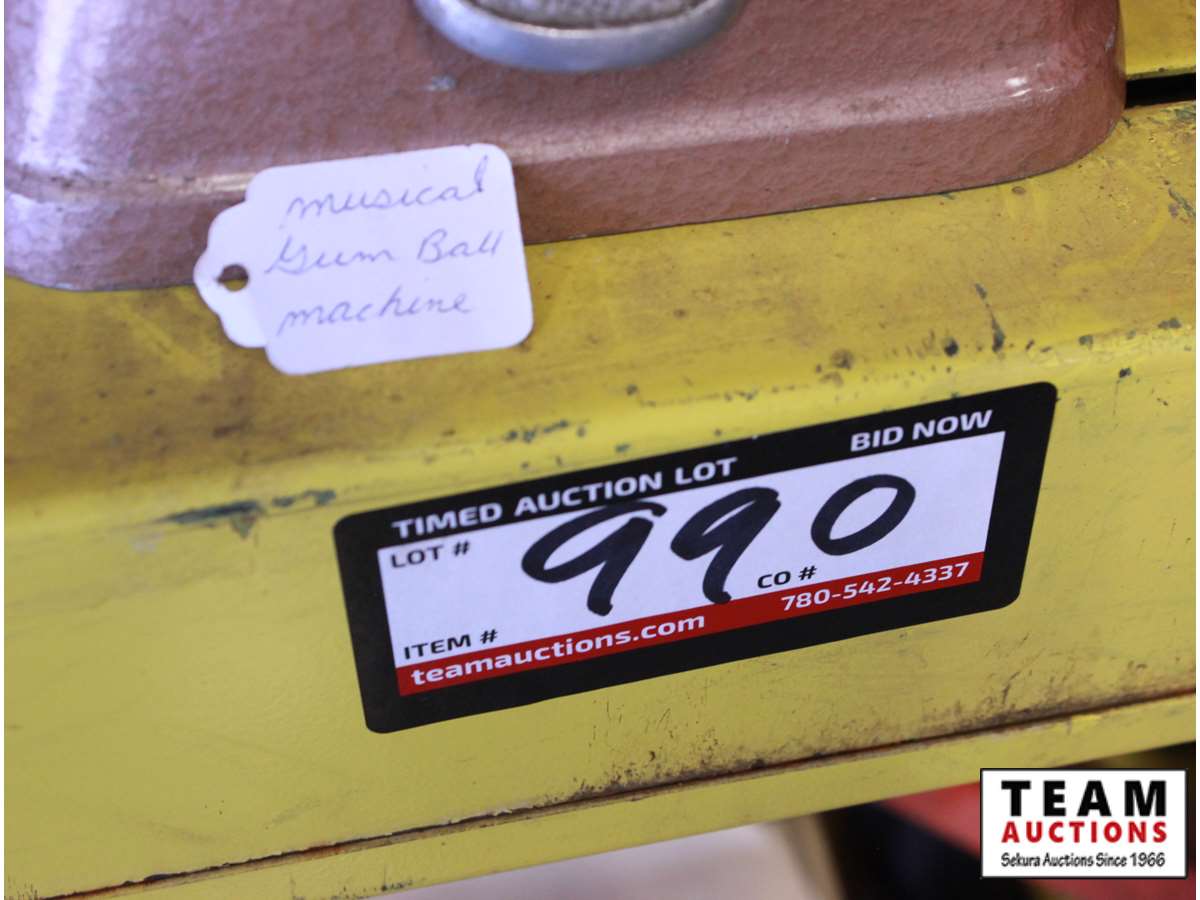 musical
Gum Ball
machine
TIMED AUCTION LOT
BID NOW
LOT #
990
CO #
ITEM #
teamauctions.com
780-542-4337
TEAM
AUCTIONS
Sekura Auctions Since 1966